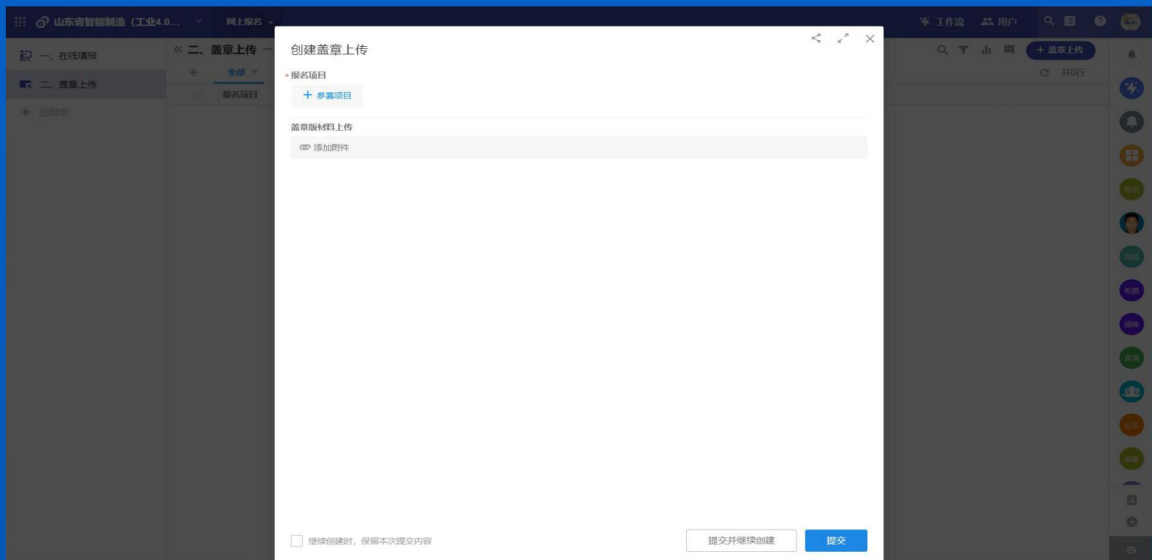 山东省智能制造（工业4.0...
网上报名
工作流
用户
一、在线填报
二、盖章上传
应用项
二、盖章上传 ...
盖章上传
全部
共0行
报名项目
创建盖章上传
报名项目
参赛项目
盖章版材料上传
添加附件
继续创建时，保留本次提交内容
提交并继续创建
提交